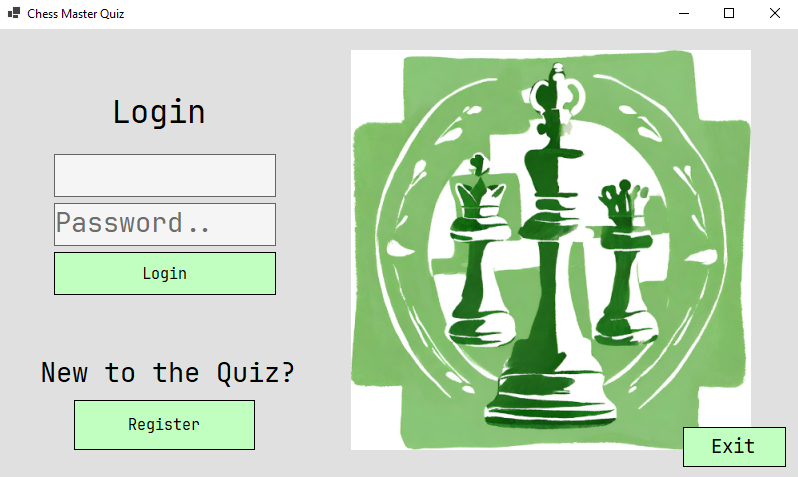 Chess Master Quiz
Login
Password..
Login
New to the Quiz?
Register
Exit